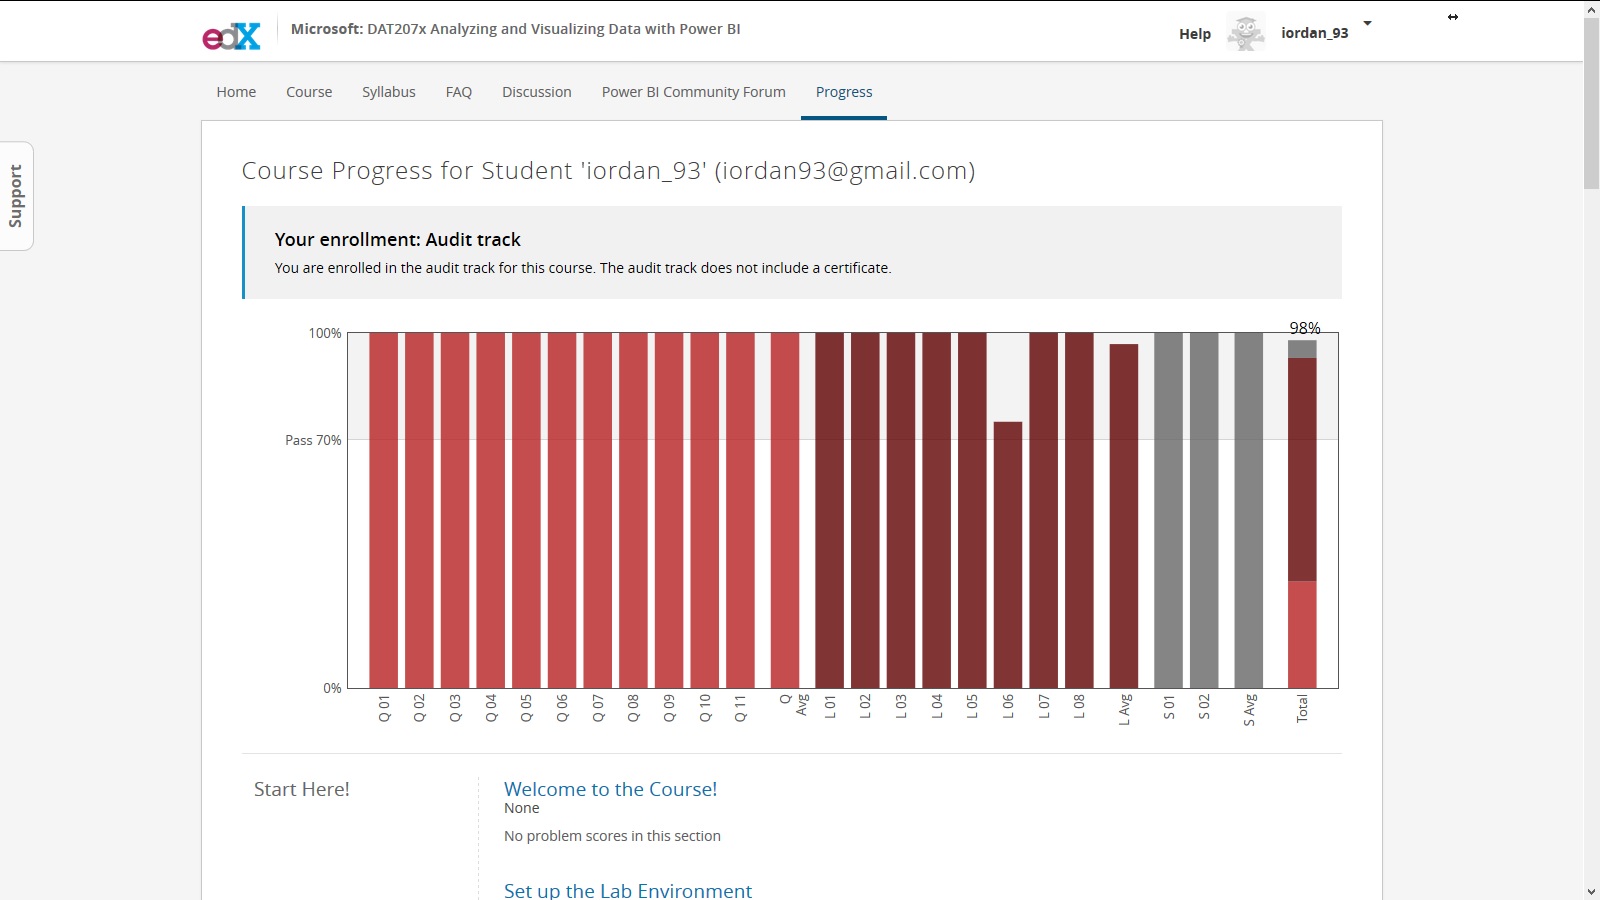 edX
Microsoft: DAT207x Analyzing and Visualizing Data with Power BI
Help
iordan_93
Home
Course
Syllabus
FAQ
Discussion
Power BI Community Forum
Progress
Support
Course Progress for Student 'iordan_93' (iordan93@gmail.com)
Your enrollment: Audit track
You are enrolled in the audit track for this course. The audit track does not include a certificate.
98%
100%
Pass 70%
0%
Q 01
Q 02
Q 03
Q 04
Q 05
Q 06
Q 07
Q 08
Q 09
Q 10
Q 11
Q Avg
L 01
L 02
L 03
L 04
L 05
L 06
L 07
L 08
L Avg
S 01
S 02
S Avg
Total
Start Here!
Welcome to the Course!
None
No problem scores in this section
Set up the Lab Environment